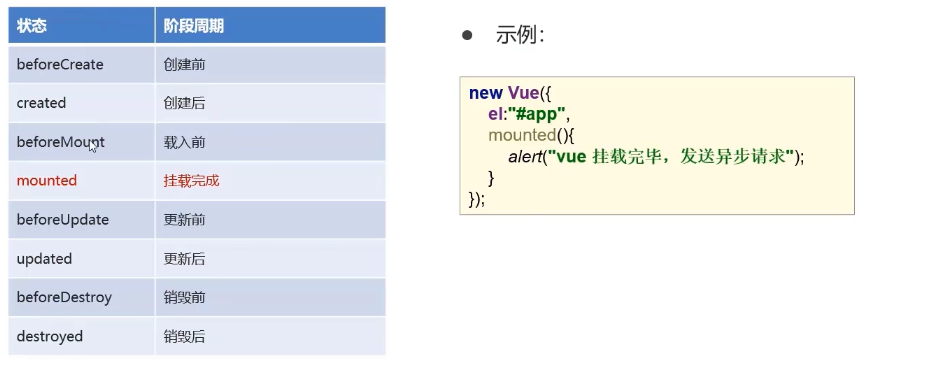 状态 阶段周期
beforeCreate 创建前
created 创建后
beforeMount 载入前
mounted 挂载完成
beforeUpdate 更新前
updated 更新后
beforeDestroy 销毁前
destroyed 销毁后
● 示例：
new Vue({
el:"#app",
mounted(){
alert("vue 挂载完毕，发送异步请求");
}
});